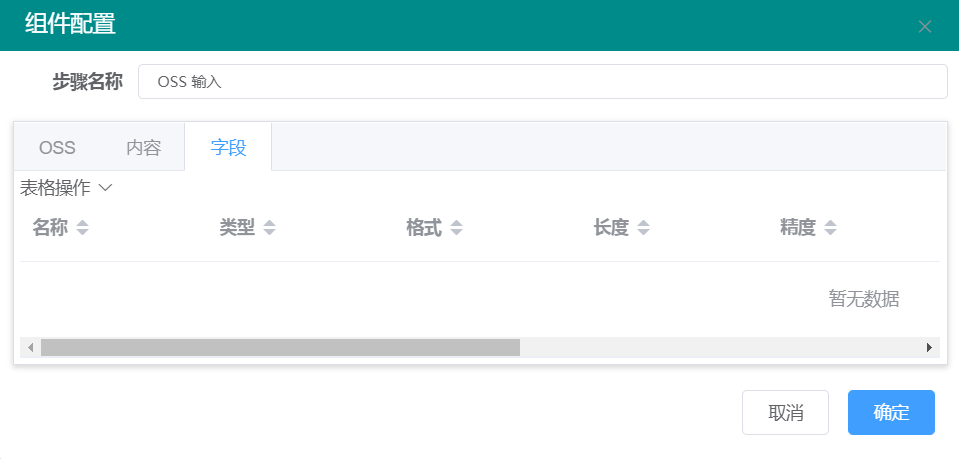 组件配置
步骤名称 OSS 输入
OSS 内容 字段
表格操作
名称 类型 格式 长度 精度
暂无数据
取消 确定